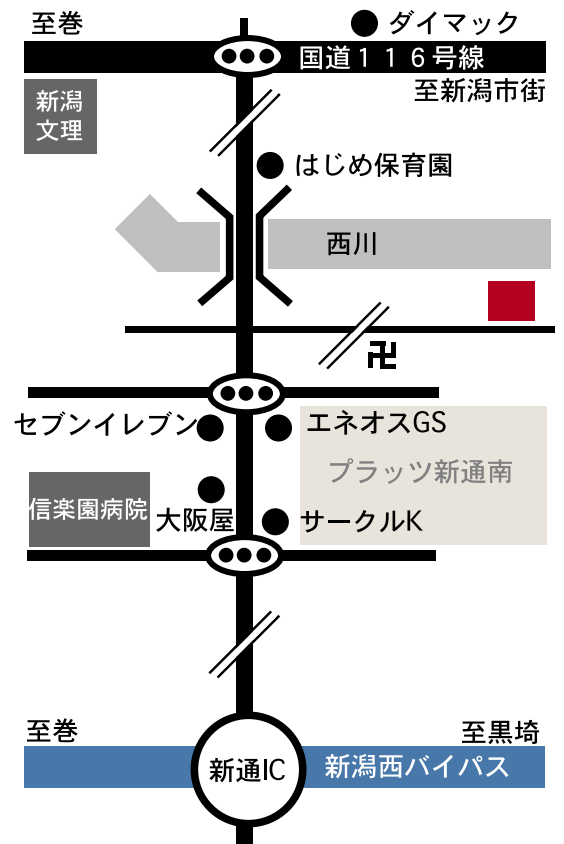 至巻
ダイマック
国道１１６号線
至新潟市街
新潟
文理
はじめ保育園
西川
卍
セブンイレブン
エネオスGS
プラッツ新通南
信楽園病院
大阪屋
サークルK
至巻
至黒埼
新通IC
新潟西バイパス